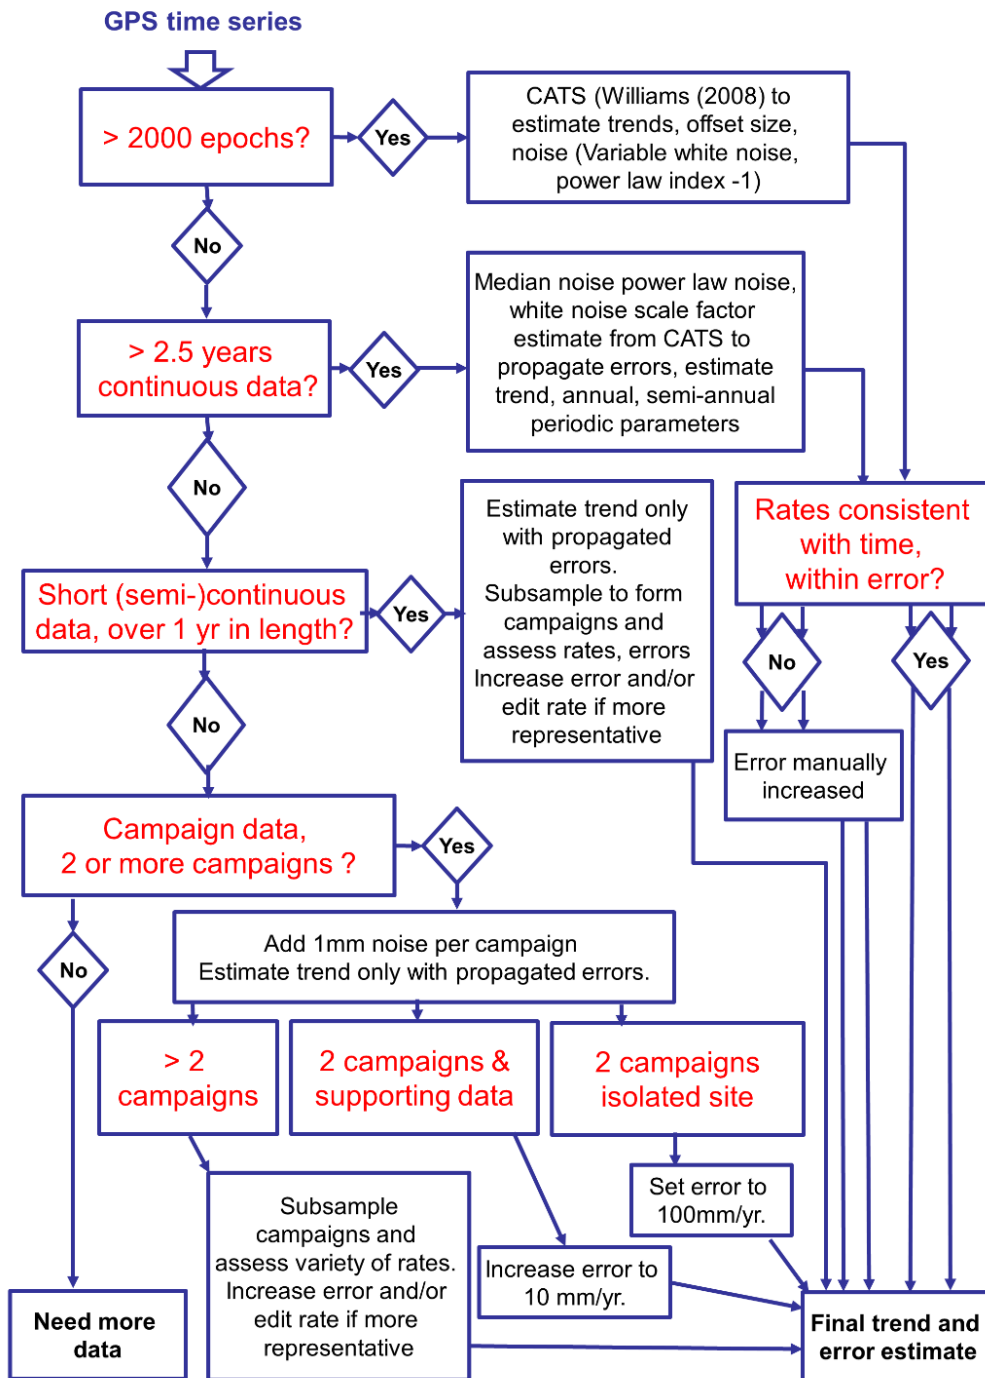 GPS time series
> 2000 epochs?
Yes
CATS (Williams (2008) to
estimate trends, offset size,
noise (Variable white noise,
power law index -1)
No
> 2.5 years
continuous data?
Yes
Median noise power law noise,
white noise scale factor
estimate from CATS to
propagate errors, estimate
trend, annual, semi-annual
periodic parameters
No
Rates consistent
with time,
within error?
Short (semi-)continuous
data, over 1 yr in length?
Yes
Estimate trend only
with propagated
errors.
Subsample to form
campaigns and
assess rates, errors
Increase error and/or
edit rate if more
representative
No
Yes
No
Error manually
increased
Campaign data,
2 or more campaigns ?
Yes
No
Add 1mm noise per campaign
Estimate trend only with propagated errors.
> 2
campaigns
2 campaigns &
supporting data
2 campaigns
isolated site
Set error to
100mm/yr.
Subsample
campaigns and
assess variety of rates.
Increase error and/or
edit rate if more
representative
Increase error to
10 mm/yr.
Need more
data
Final trend and
error estimate